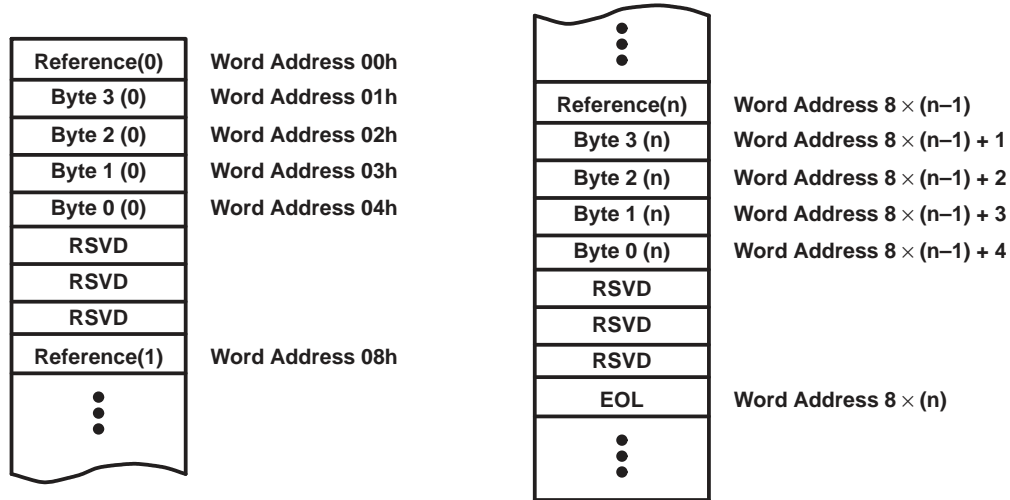 Reference(0) Word Address 00h
Byte 3 (0) Word Address 01h
Byte 2 (0) Word Address 02h
Byte 1 (0) Word Address 03h
Byte 0 (0) Word Address 04h
RSVD
RSVD
RSVD
Reference(1) Word Address 08h
Reference(n) Word Address 8 × (n–1)
Byte 3 (n) Word Address 8 × (n–1) + 1
Byte 2 (n) Word Address 8 × (n–1) + 2
Byte 1 (n) Word Address 8 × (n–1) + 3
Byte 0 (n) Word Address 8 × (n–1) + 4
RSVD
RSVD
RSVD
EOL Word Address 8 × (n)